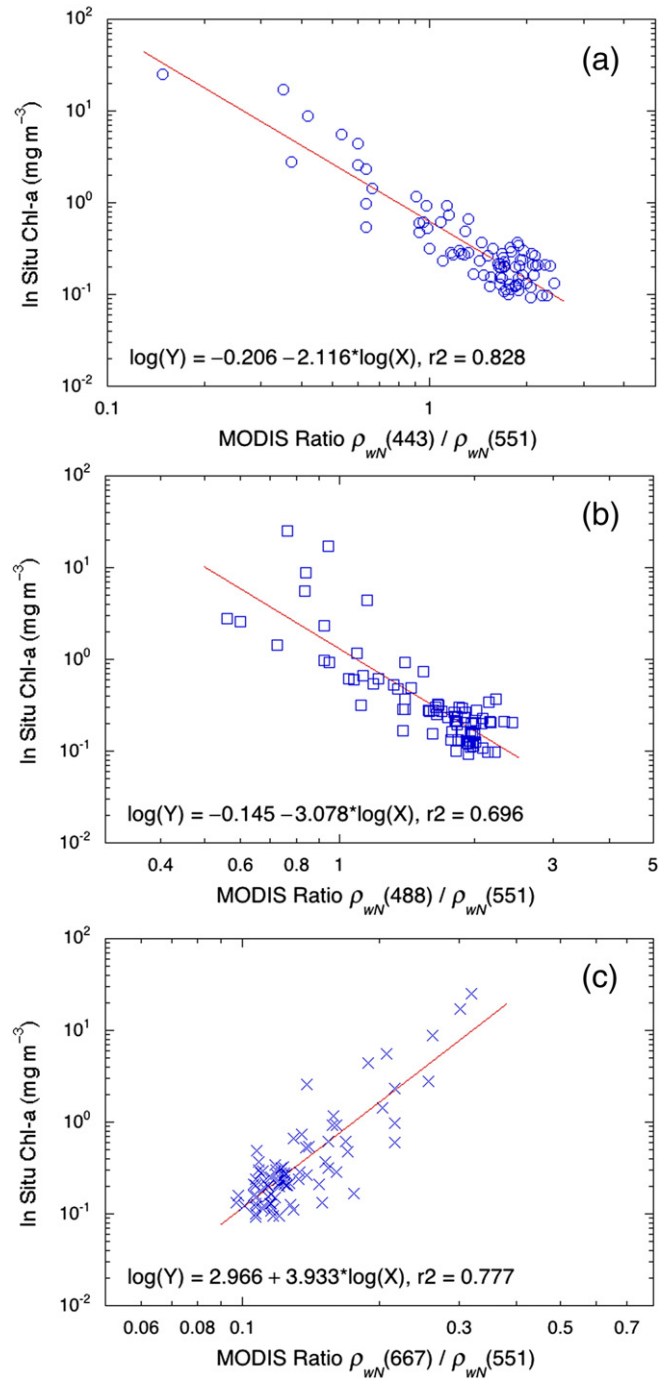 (a)
10²
10¹
10⁰
10⁻¹
10⁻²
In Situ Chl-a (mg m⁻³)
log(Y) = −0.206 −2.116*log(X), r2 = 0.828
0.1 1
MODIS Ratio ρwN(443) / ρwN(551)
(b)
10²
10¹
10⁰
10⁻¹
10⁻²
In Situ Chl-a (mg m⁻³)
log(Y) = −0.145 −3.078*log(X), r2 = 0.696
0.4 0.6 0.8 1 3 5
MODIS Ratio ρwN(488) / ρwN(551)
(c)
10²
10¹
10⁰
10⁻¹
10⁻²
In Situ Chl-a (mg m⁻³)
log(Y) = 2.966 + 3.933*log(X), r2 = 0.777
0.06 0.08 0.1 0.3 0.5 0.7
MODIS Ratio ρwN(667) / ρwN(551)